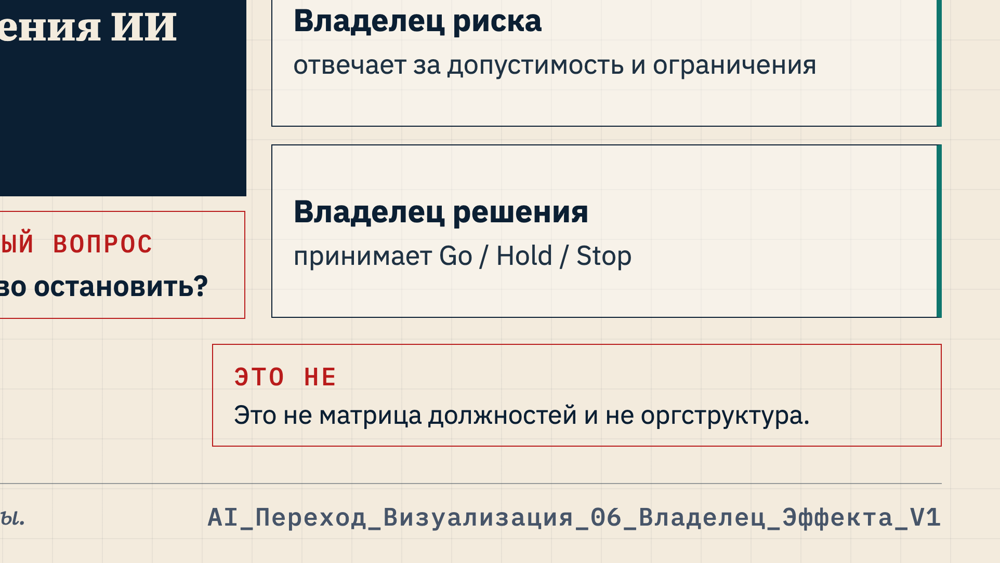 ения ИИ
ЫЙ ВОПРОС
во остановить?
Владелец риска
отвечает за допустимость и ограничения
Владелец решения
принимает Go / Hold / Stop
ЭТО НЕ
Это не матрица должностей и не оргструктура.
ы.
AI_Переход_Визуализация_06_Владелец_Эффекта_V1